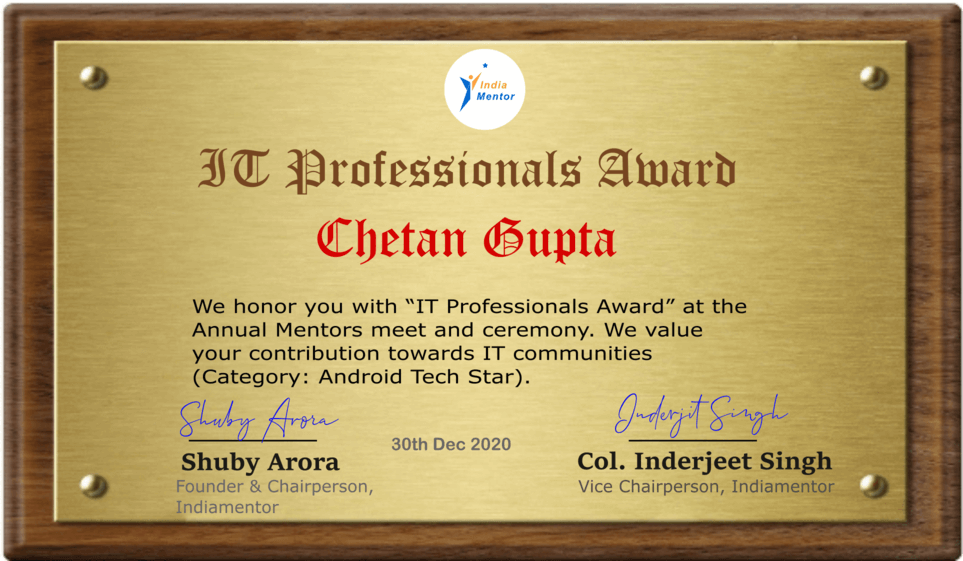 India
Mentor
IT Professionals Award
Chetan Gupta
We honor you with “IT Professionals Award” at the
Annual Mentors meet and ceremony. We value
your contribution towards IT communities
(Category: Android Tech Star).
Shuby Arora
Shuby Arora
Founder & Chairperson,
Indiamentor
30th Dec 2020
Inderjit Singh
Col. Inderjeet Singh
Vice Chairperson, Indiamentor